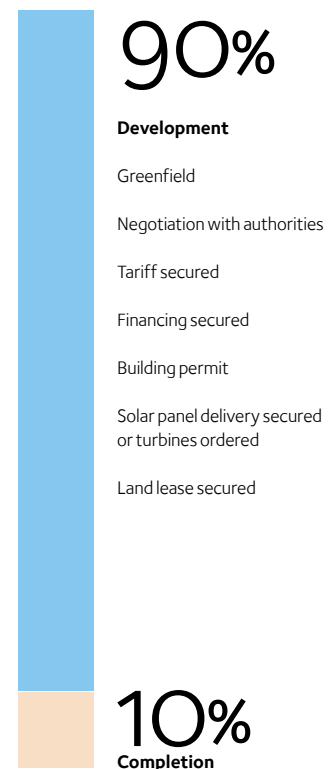 90%
Development
Greenfield
Negotiation with authorities
Tariff secured
Financing secured
Building permit
Solar panel delivery secured
or turbines ordered
Land lease secured
10%
Completion